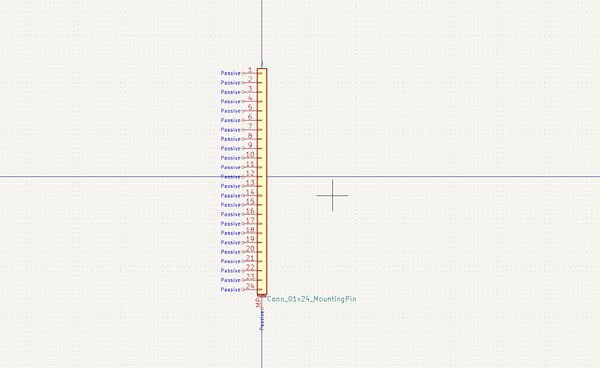 J
Passive 1
Passive 2
Passive 3
Passive 4
Passive 5
Passive 6
Passive 7
Passive 8
Passive 9
Passive 10
Passive 11
Passive 12
Passive 13
Passive 14
Passive 15
Passive 16
Passive 17
Passive 18
Passive 19
Passive 20
Passive 21
Passive 22
Passive 23
Passive 24
Conn_01x24_MountingPin
MP
Passive